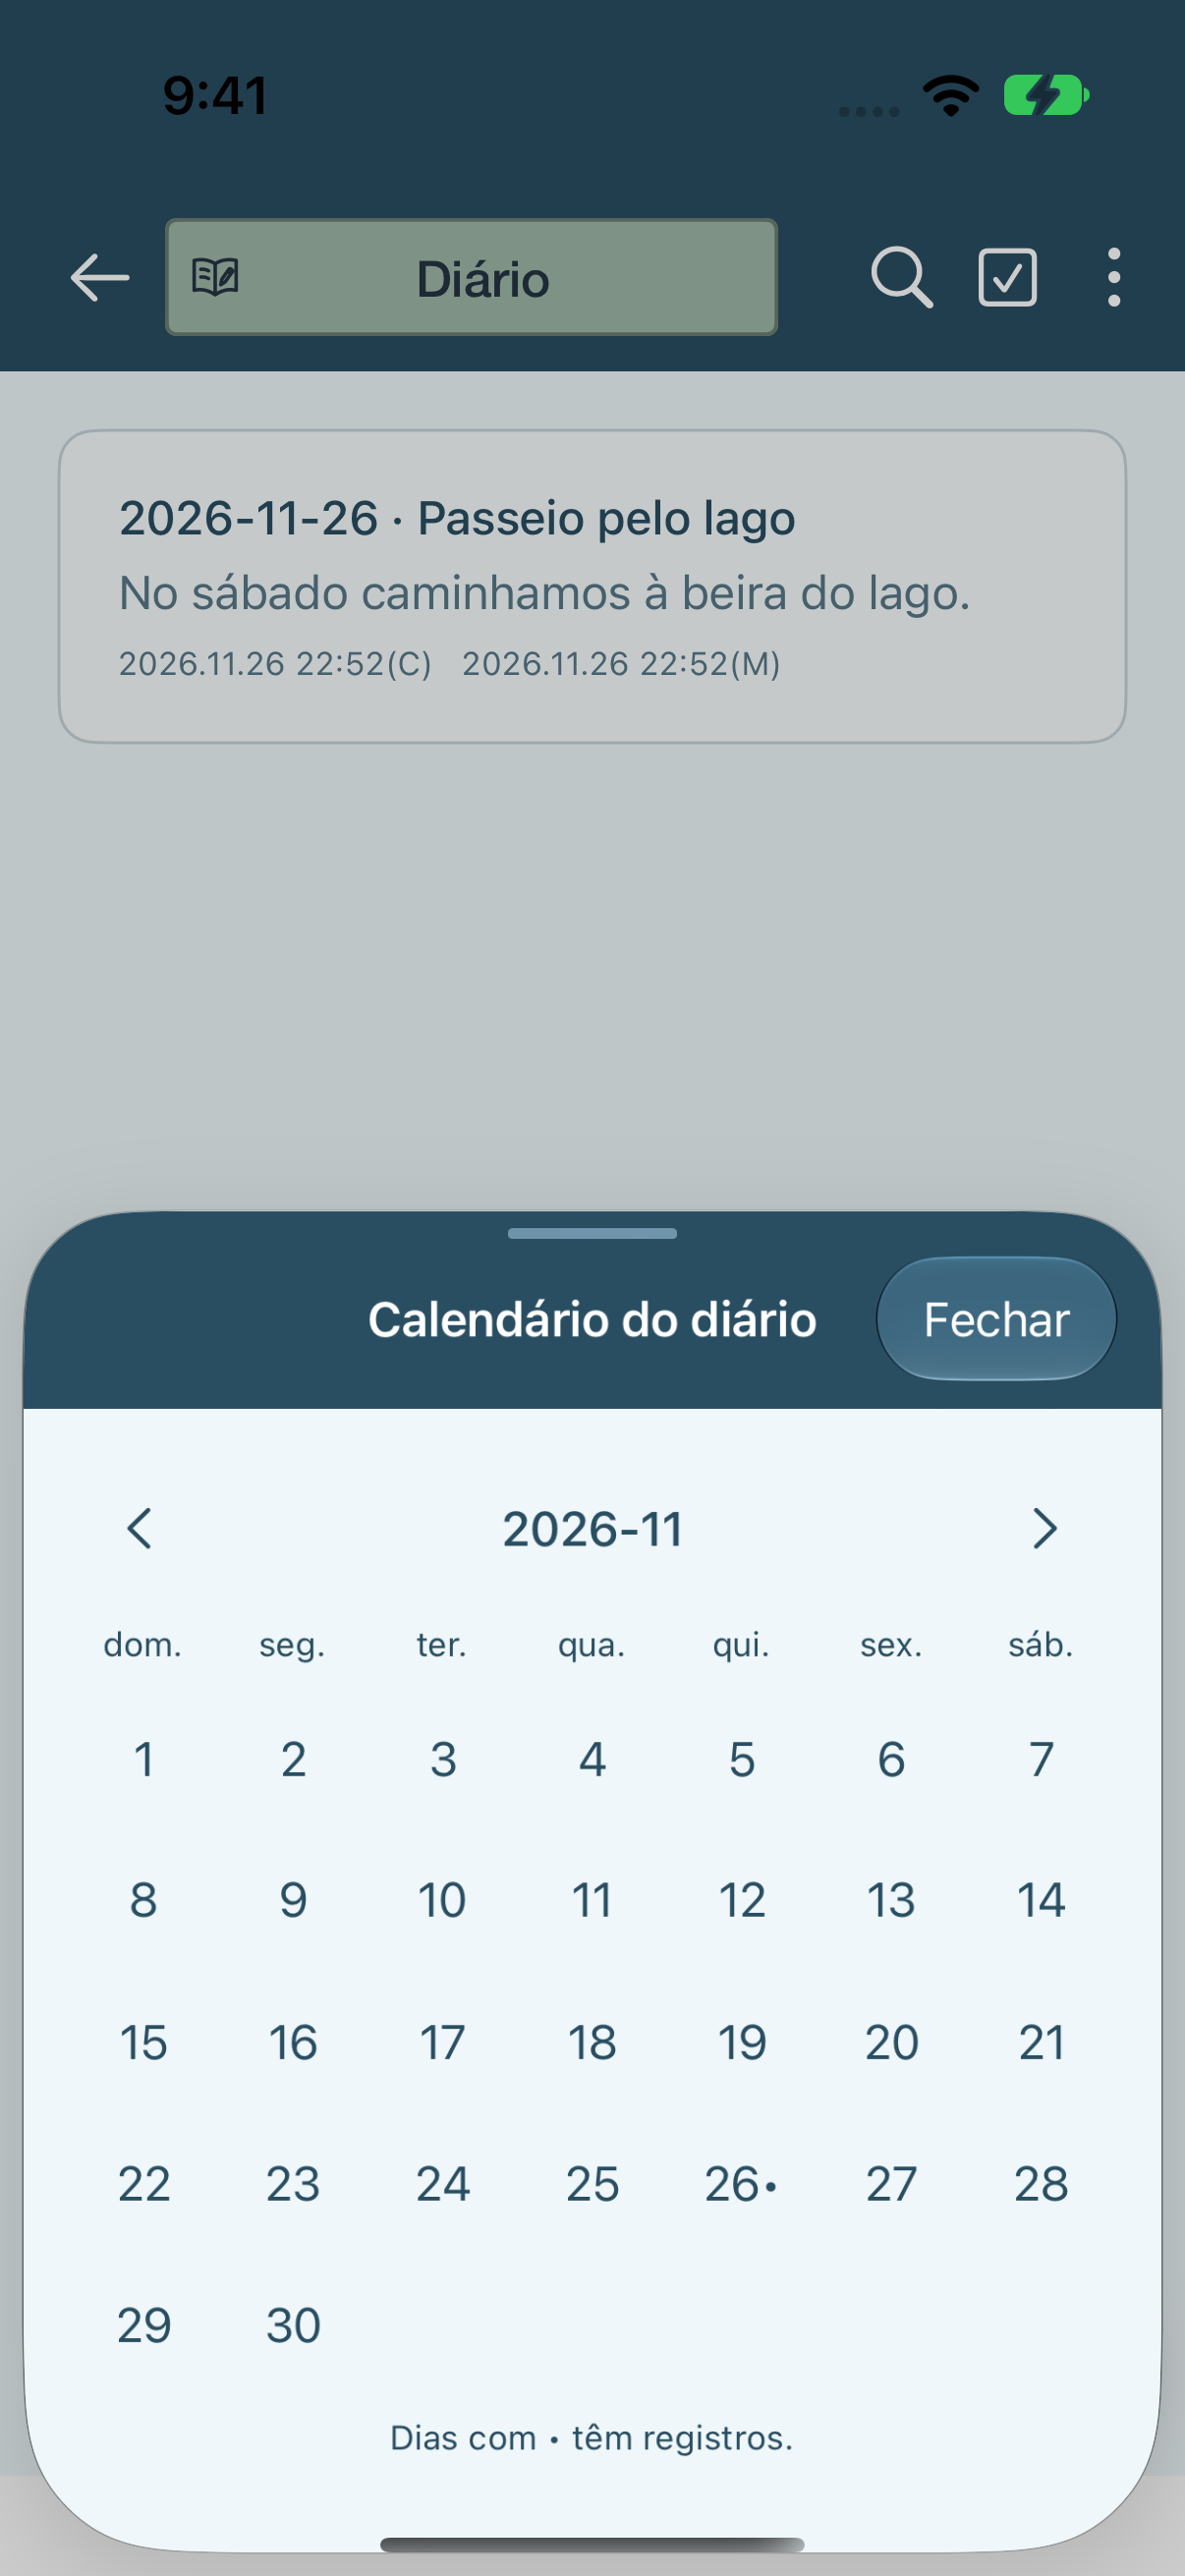 9:41
Diário
2026-11-26 · Passeio pelo lago
No sábado caminhamos à beira do lago.
2026.11.26 22:52(C) 2026.11.26 22:52(M)
Calendário do diário
Fechar
2026-11
dom. seg. ter. qua. qui. sex. sáb.
1 2 3 4 5 6 7
8 9 10 11 12 13 14
15 16 17 18 19 20 21
22 23 24 25 26• 27 28
29 30
Dias com • têm registros.